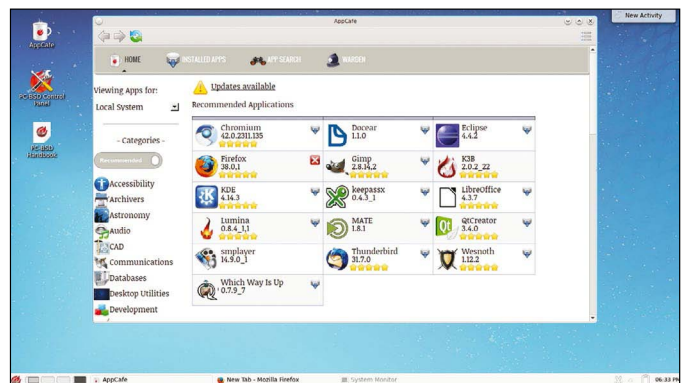 AppCafe
New Activity
AppCafe
PC-BSD Control
Panel
PC-BSD
Handbook
HOME
INSTALLED APPS
APP SEARCH
WARDEN
Viewing Apps for:
Local System
Updates available
Recommended Applications
- Categories -
Recommended
Accessibility
Archivers
Astronomy
Audio
CAD
Communications
Databases
Desktop Utilities
Development
Chromium
42.0.2311.135
Docear
1.1.0
Eclipse
4.4.2
Firefox
38.0,1
Gimp
2.8.14,2
K3B
2.0.2_22
KDE
4.14.3
keepassx
0.4.3_1
LibreOffice
4.3.7
Lumina
0.8.4_1,1
MATE
1.8.1
QtCreator
3.4.0
smplayer
14.9.0_1
Thunderbird
31.7.0
Wesnoth
1.12.2
Which Way Is Up
0.7.9_7
AppCafe
New Tab - Mozilla Firefox
System Monitor
06:33 PM